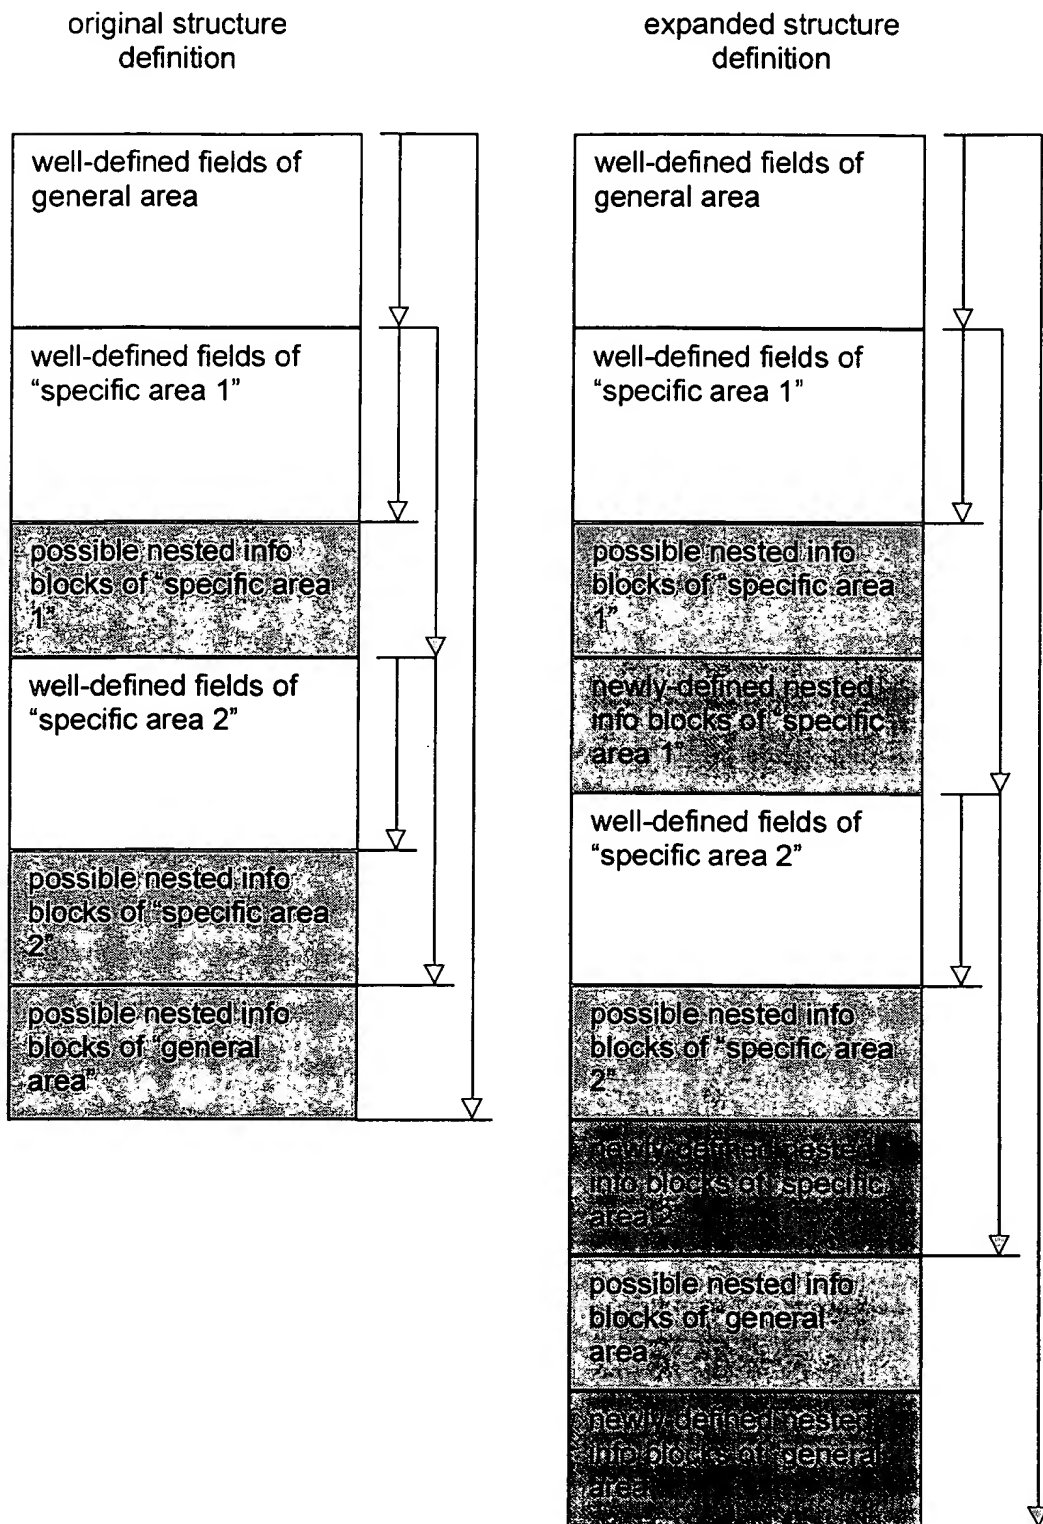 original structure
definition
expanded structure
definition
well-defined fields of
general area
well-defined fields of
“specific area 1”
possible nested info
blocks of “specific area
1”
well-defined fields of
“specific area 2”
possible nested info
blocks of “specific area
2”
possible nested info
blocks of “general
area”
well-defined fields of
general area
well-defined fields of
“specific area 1”
possible nested info
blocks of “specific area
1”
newly-defined nested
info blocks of “specific
area 1”
well-defined fields of
“specific area 2”
possible nested info
blocks of “specific area
2”
newly-defined nested
info blocks of “specific
area 2”
possible nested info
blocks of “general
area”
newly-defined nested
info blocks of “general
area”